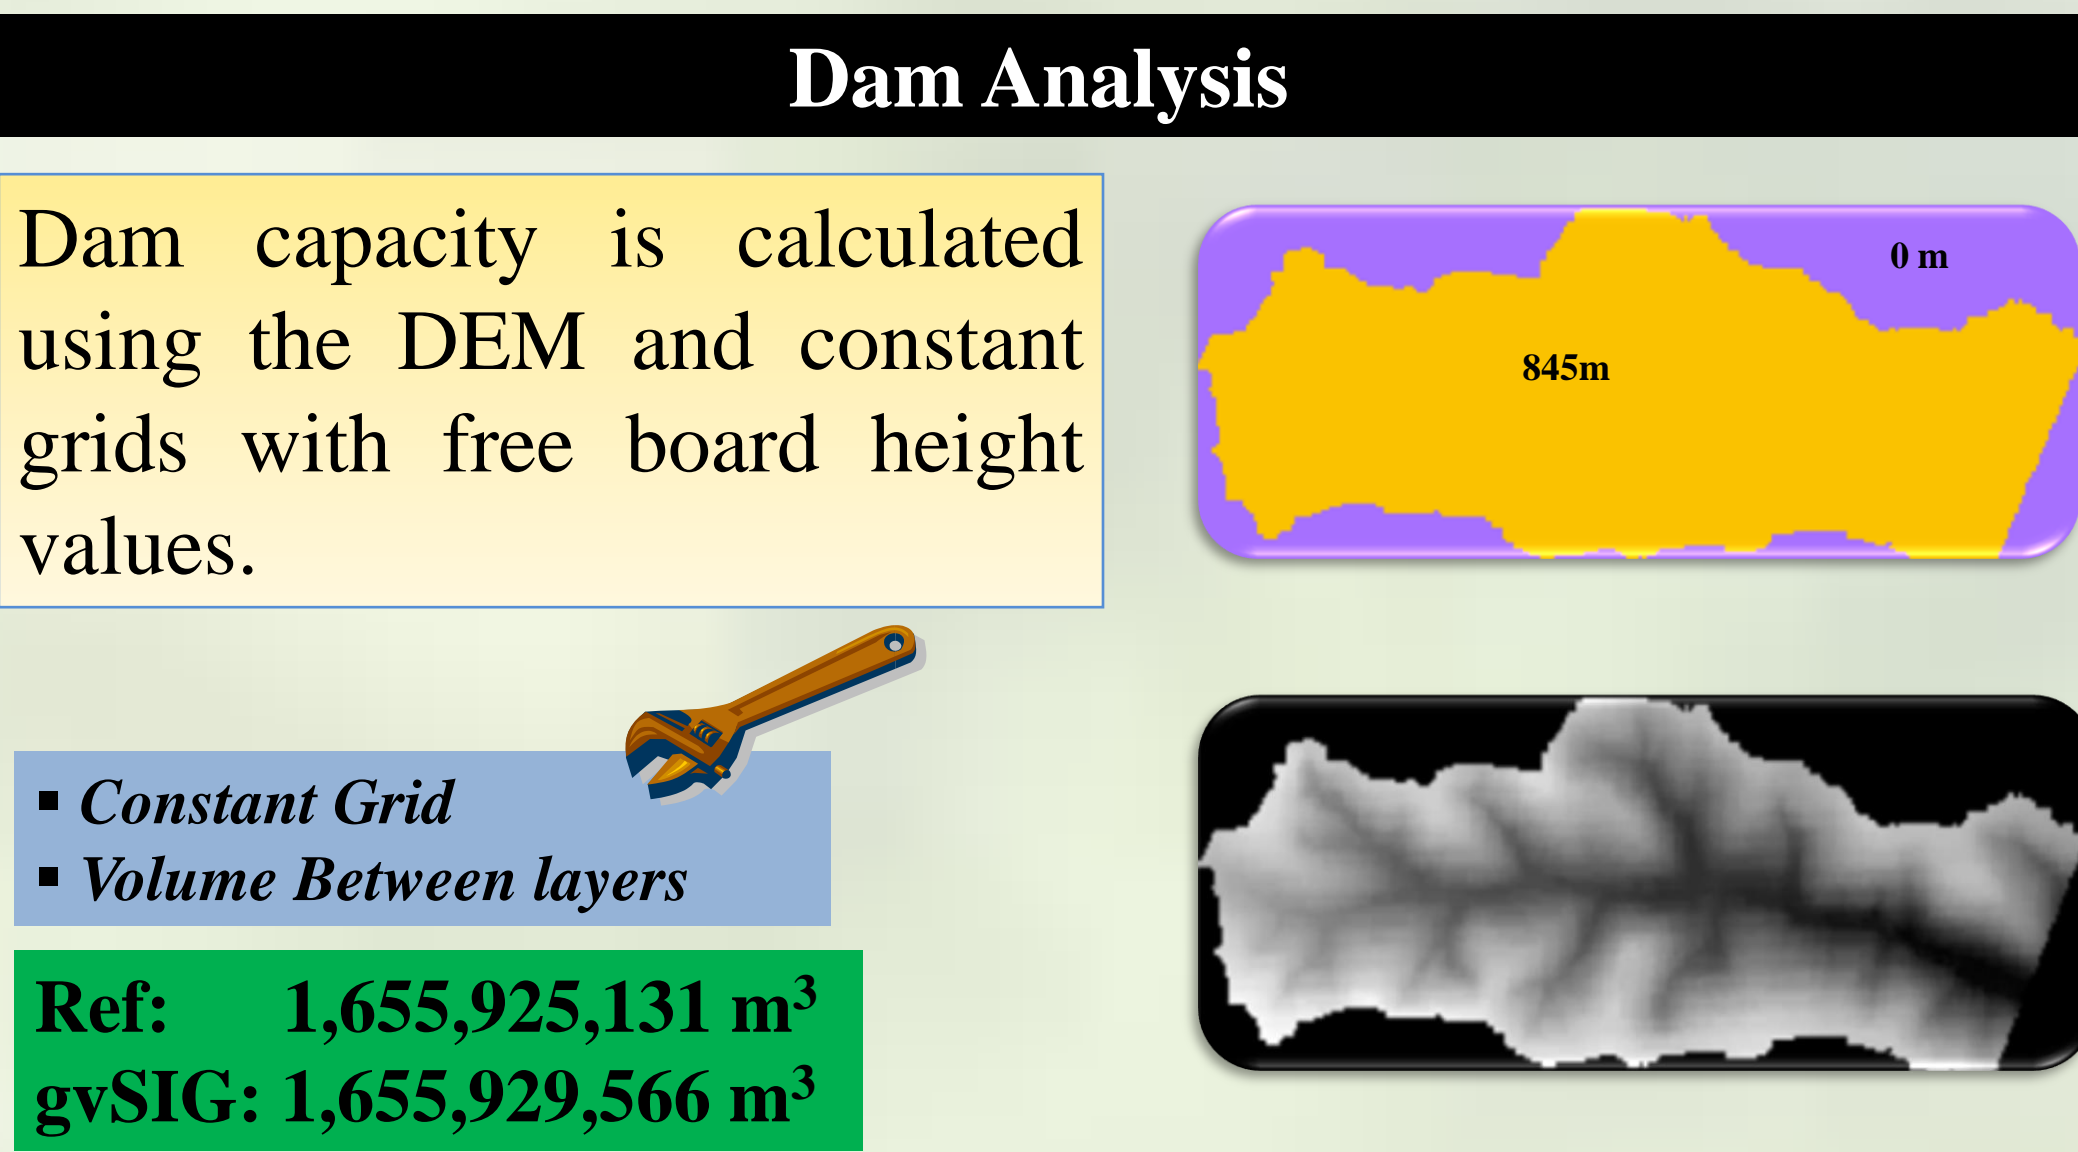 Dam Analysis
Dam capacity is calculated
using the DEM and constant
grids with free board height
values.
0 m
845m
▪ Constant Grid
▪ Volume Between layers
Ref: 1,655,925,131 m³
gvSIG: 1,655,929,566 m³